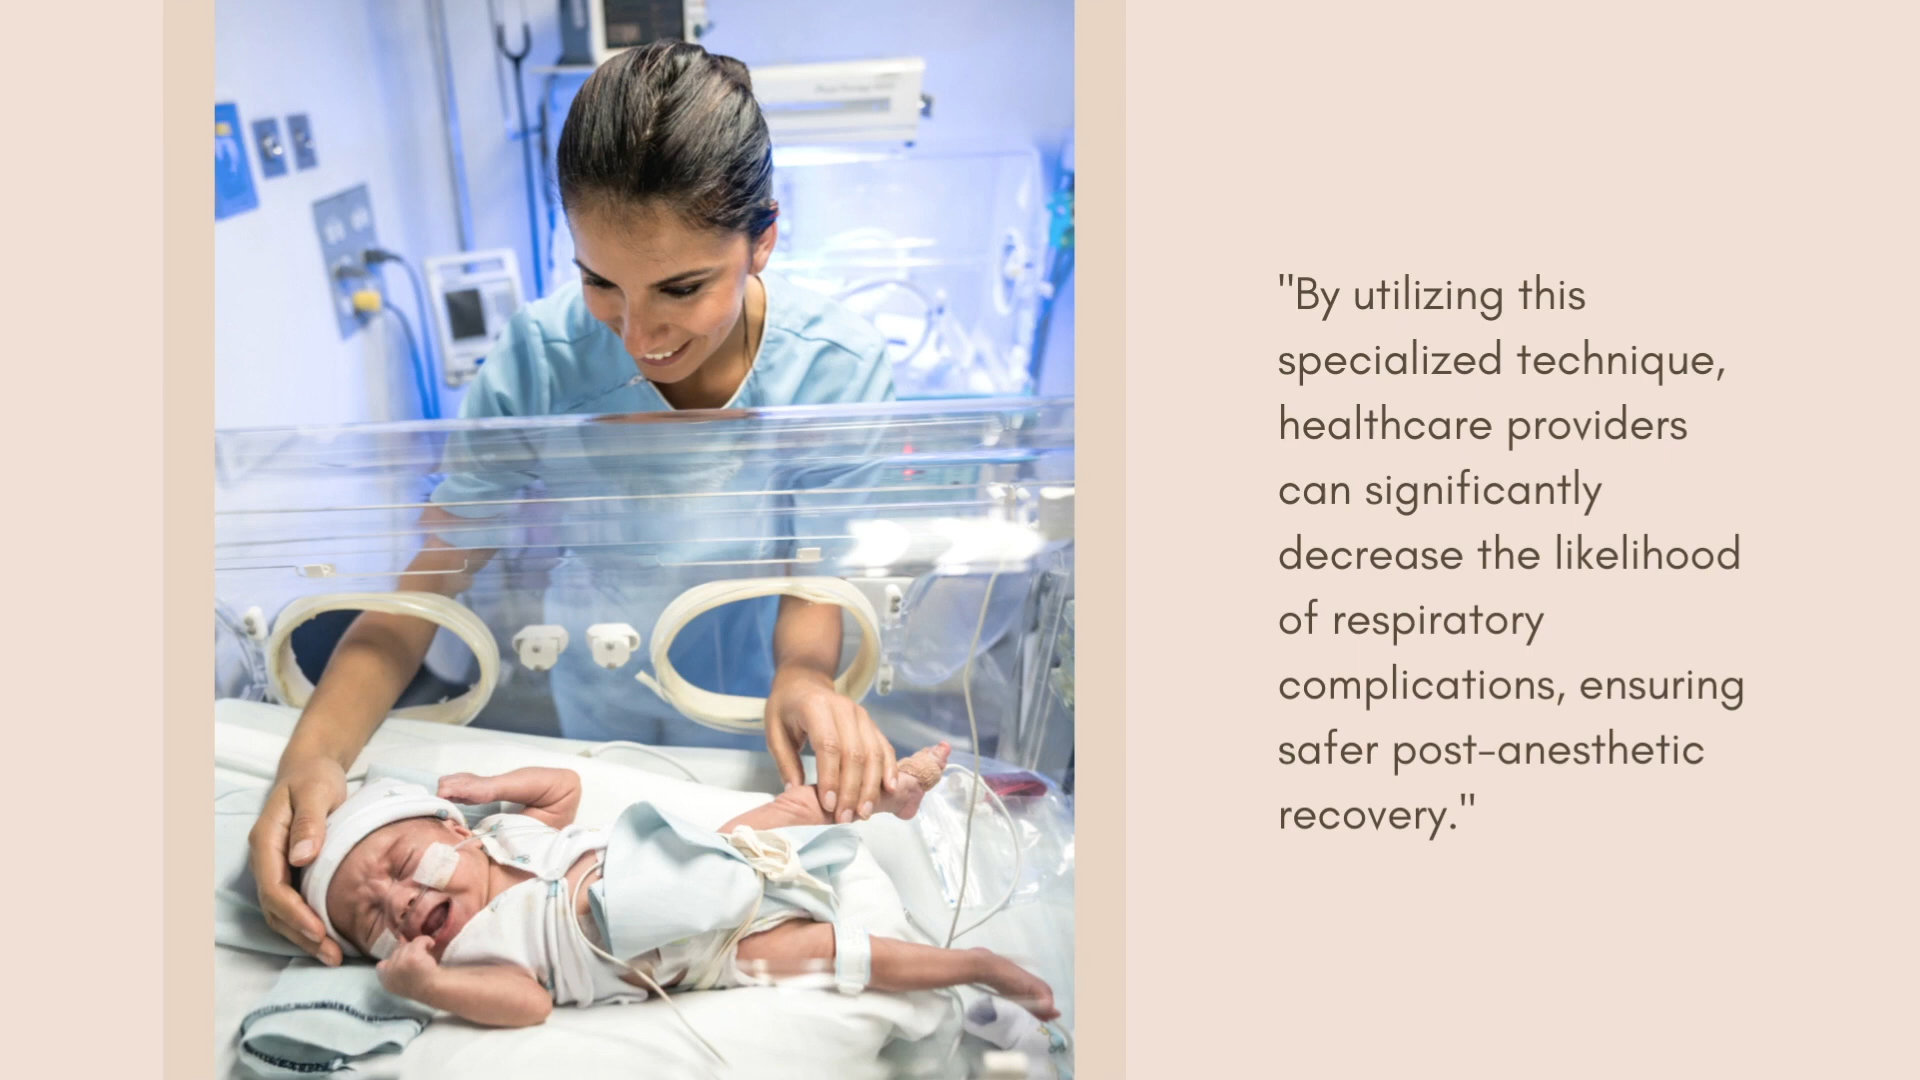 "By utilizing this
specialized technique,
healthcare providers
can significantly
decrease the likelihood
of respiratory
complications, ensuring
safer post-anesthetic
recovery."